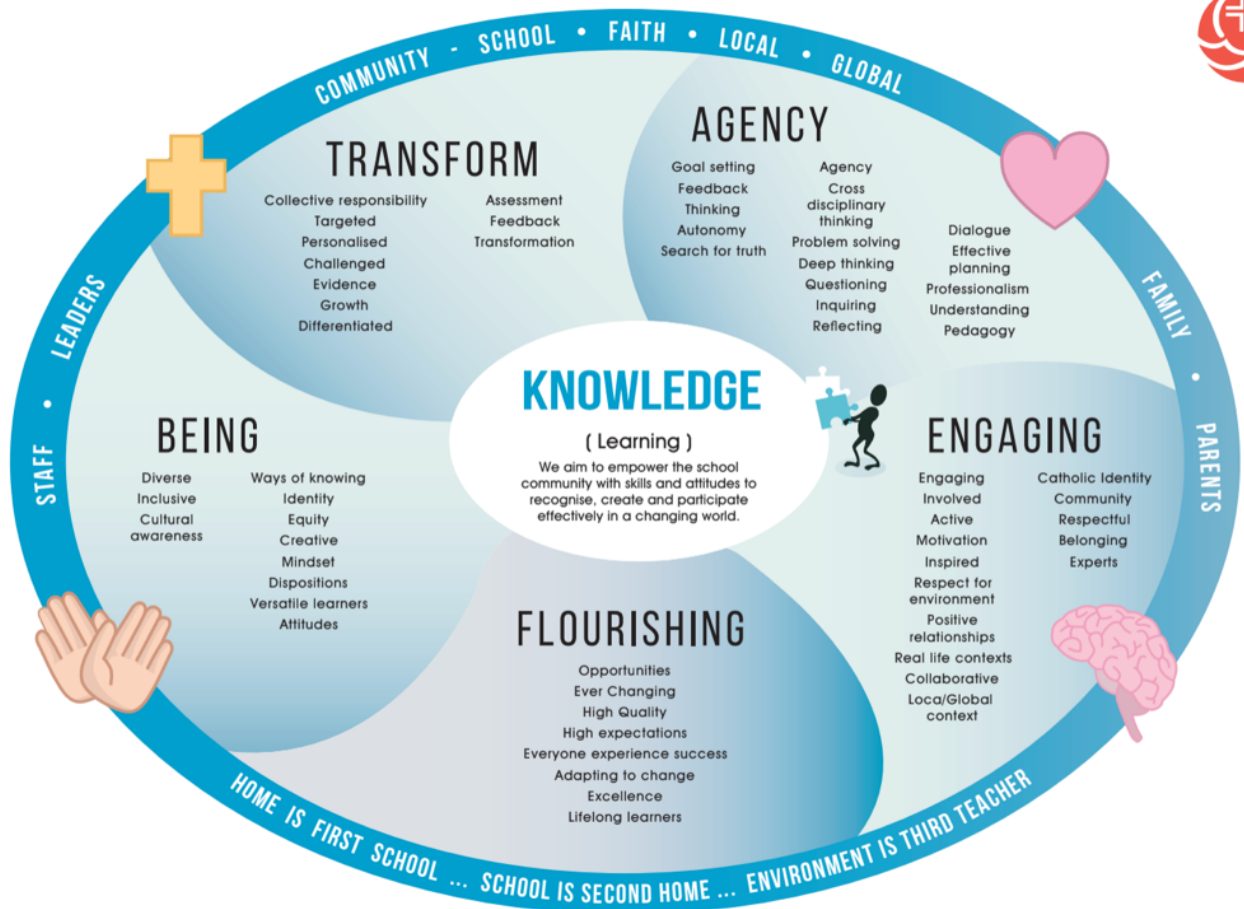 COMMUNITY - SCHOOL • FAITH • LOCAL • GLOBAL
FAMILY • PARENTS
STAFF • LEADERS
TRANSFORM
Collective responsibility
Targeted
Personalised
Challenged
Evidence
Growth
Differentiated
Assessment
Feedback
Transformation
AGENCY
Goal setting
Feedback
Thinking
Autonomy
Search for truth
Agency
Cross
disciplinary
thinking
Problem solving
Deep thinking
Questioning
Inquiring
Reflecting
Dialogue
Effective
planning
Professionalism
Understanding
Pedagogy
KNOWLEDGE
( Learning )
We aim to empower the school
community with skills and attitudes to
recognise, create and participate
effectively in a changing world.
BEING
Diverse
Inclusive
Cultural
awareness
Ways of knowing
Identity
Equity
Creative
Mindset
Dispositions
Versatile learners
Attitudes
ENGAGING
Engaging
Involved
Active
Motivation
Inspired
Respect for
environment
Positive
relationships
Real life contexts
Collaborative
Loca/Global
context
Catholic Identity
Community
Respectful
Belonging
Experts
FLOURISHING
Opportunities
Ever Changing
High Quality
High expectations
Everyone experience success
Adapting to change
Excellence
Lifelong learners
HOME IS FIRST SCHOOL ... SCHOOL IS SECOND HOME ... ENVIRONMENT IS THIRD TEACHER